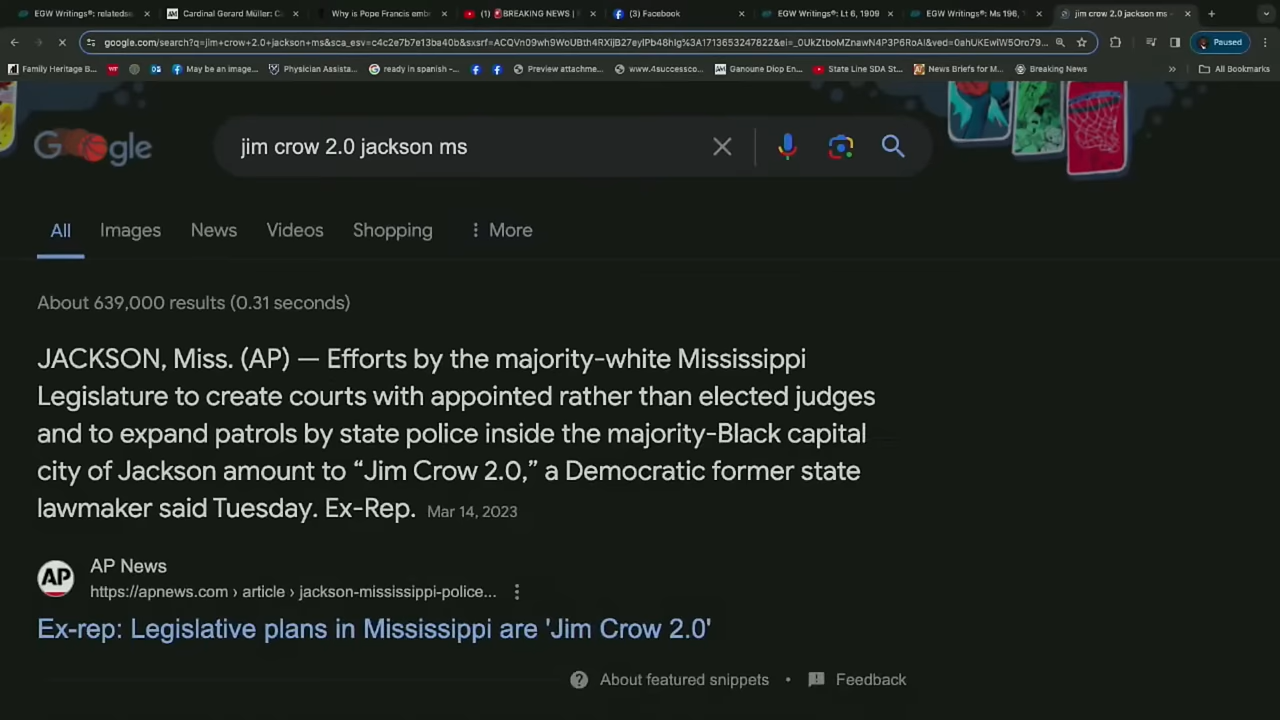 EGW Writings®: relatedse
Cardinal Gerard Müller: Ca
Why is Pope Francis emb
(1) 🚨BREAKING NEWS |
(3) Facebook
EGW Writings®: Lt 6, 1909
EGW Writings®: Ms 196,
jim crow 2.0 jackson ms -
Paused
Family Heritage B...
May be an image...
Physician Assista...
ready in spanish -...
Preview attachme...
www.4successco...
Ganoune Diop En...
State Line SDA St...
News Briefs for M...
Breaking News
»
All Bookmarks
Google
jim crow 2.0 jackson ms
All
Images
News
Videos
Shopping
More
About 639,000 results (0.31 seconds)
JACKSON, Miss. (AP) — Efforts by the majority-white Mississippi
Legislature to create courts with appointed rather than elected judges
and to expand patrols by state police inside the majority-Black capital
city of Jackson amount to “Jim Crow 2.0,” a Democratic former state
lawmaker said Tuesday. Ex-Rep. Mar 14, 2023
AP
AP News
https://apnews.com › article › jackson-mississippi-police...
Ex-rep: Legislative plans in Mississippi are 'Jim Crow 2.0'
About featured snippets • Feedback